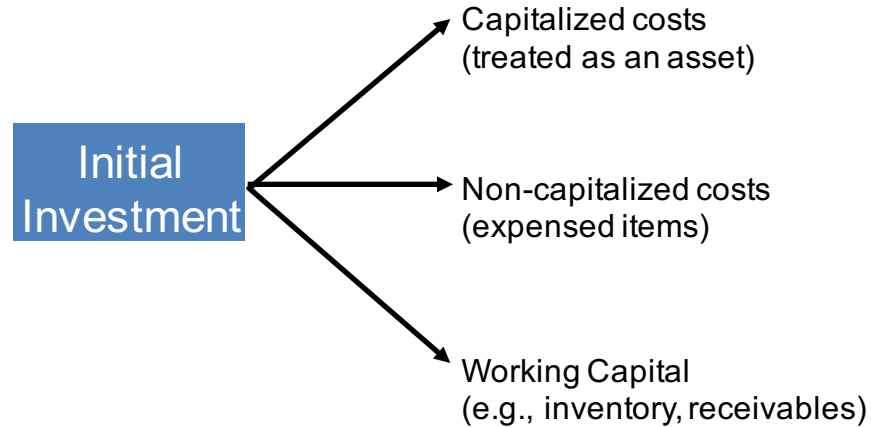 Capitalized costs
(treated as an asset)
Initial
Investment
Non-capitalized costs
(expensed items)
Working Capital
(e.g., inventory, receivables)